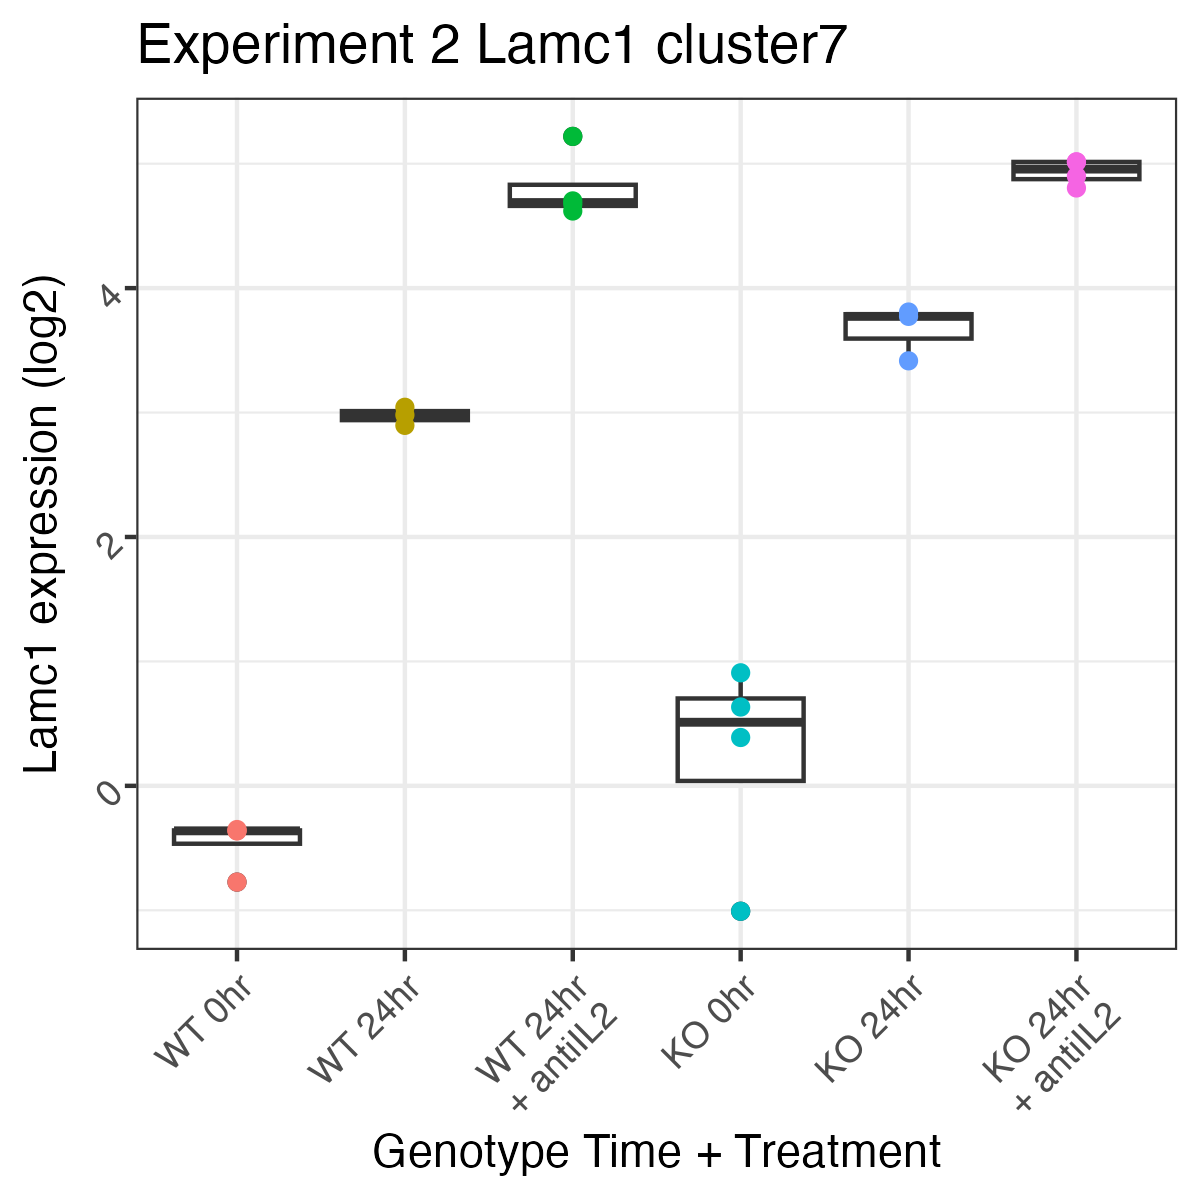 Experiment 2 Lamc1 cluster7
Lamc1 expression (log2)
4
2
0
WT 0hr
WT 24hr
WT 24hr
+ antiIL2
KO 0hr
KO 24hr
KO 24hr
+ antiIL2
Genotype Time + Treatment